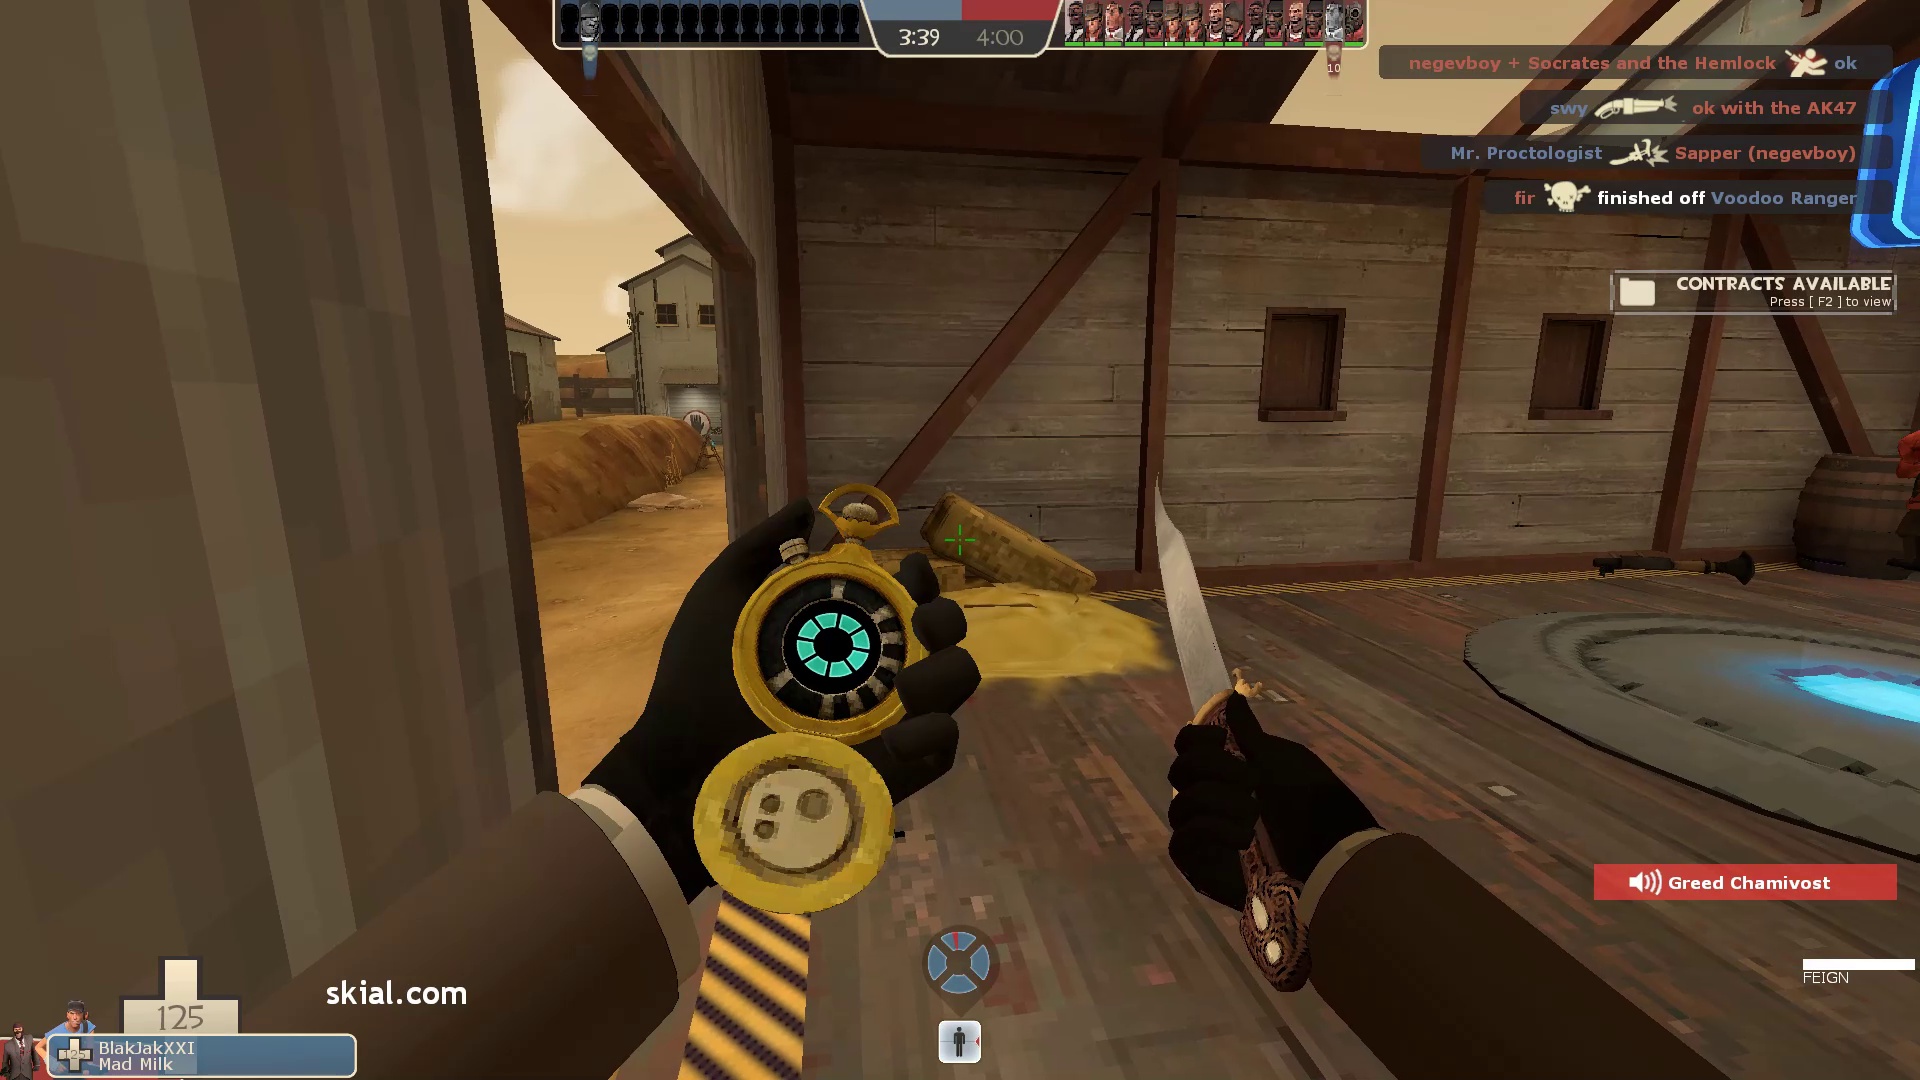 3:39 4:00
10
negevboy + Socrates and the Hemlock ok
swy ok with the AK47
Mr. Proctologist Sapper (negevboy)
fir finished off Voodoo Ranger
CONTRACTS AVAILABLE
Press [ F2 ] to view
Greed Chamivost
FEIGN
skial.com
125
125 BlakJakXXI
Mad Milk